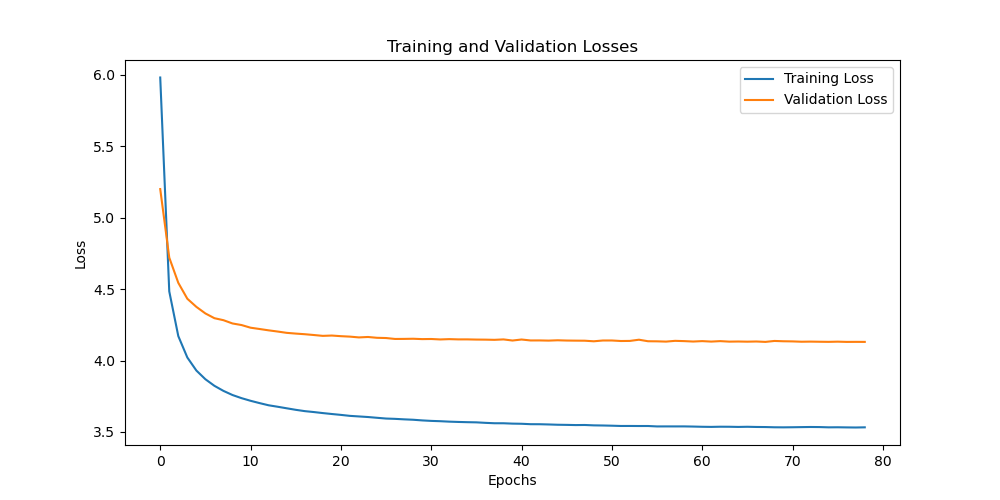 Training and Validation Losses
Training Loss
Validation Loss
6.0
5.5
5.0
4.5
4.0
3.5
Loss
0 10 20 30 40 50 60 70 80
Epochs